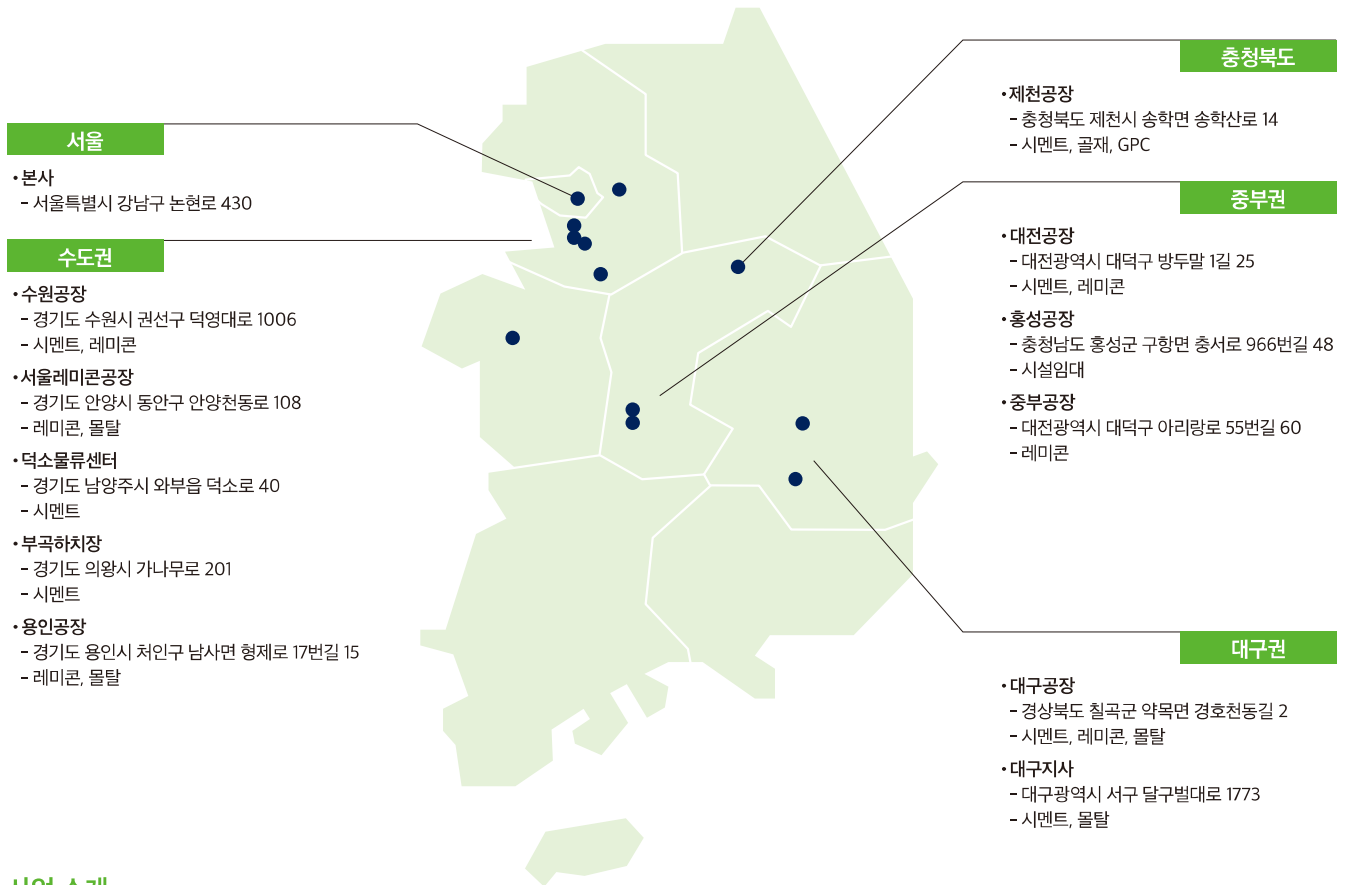 서울
• 본사
- 서울특별시 강남구 논현로 430
수도권
• 수원공장
- 경기도 수원시 권선구 덕영대로 1006
- 시멘트, 레미콘
• 서울레미콘공장
- 경기도 안양시 동안구 안양천동로 108
- 레미콘, 몰탈
• 덕소물류센터
- 경기도 남양주시 와부읍 덕소로 40
- 시멘트
• 부곡하치장
- 경기도 의왕시 가나무로 201
- 시멘트
• 용인공장
- 경기도 용인시 처인구 남사면 형제로 17번길 15
- 레미콘, 몰탈
충청북도
• 제천공장
- 충청북도 제천시 송학면 송학산로 14
- 시멘트, 골재, GPC
중부권
• 대전공장
- 대전광역시 대덕구 방두말 1길 25
- 시멘트, 레미콘
• 홍성공장
- 충청남도 홍성군 구항면 충서로 966번길 48
- 시설임대
• 중부공장
- 대전광역시 대덕구 아리랑로 55번길 60
- 레미콘
대구권
• 대구공장
- 경상북도 칠곡군 약목면 경호천동길 2
- 시멘트, 레미콘, 몰탈
• 대구지사
- 대구광역시 서구 달구벌대로 1773
- 시멘트, 몰탈